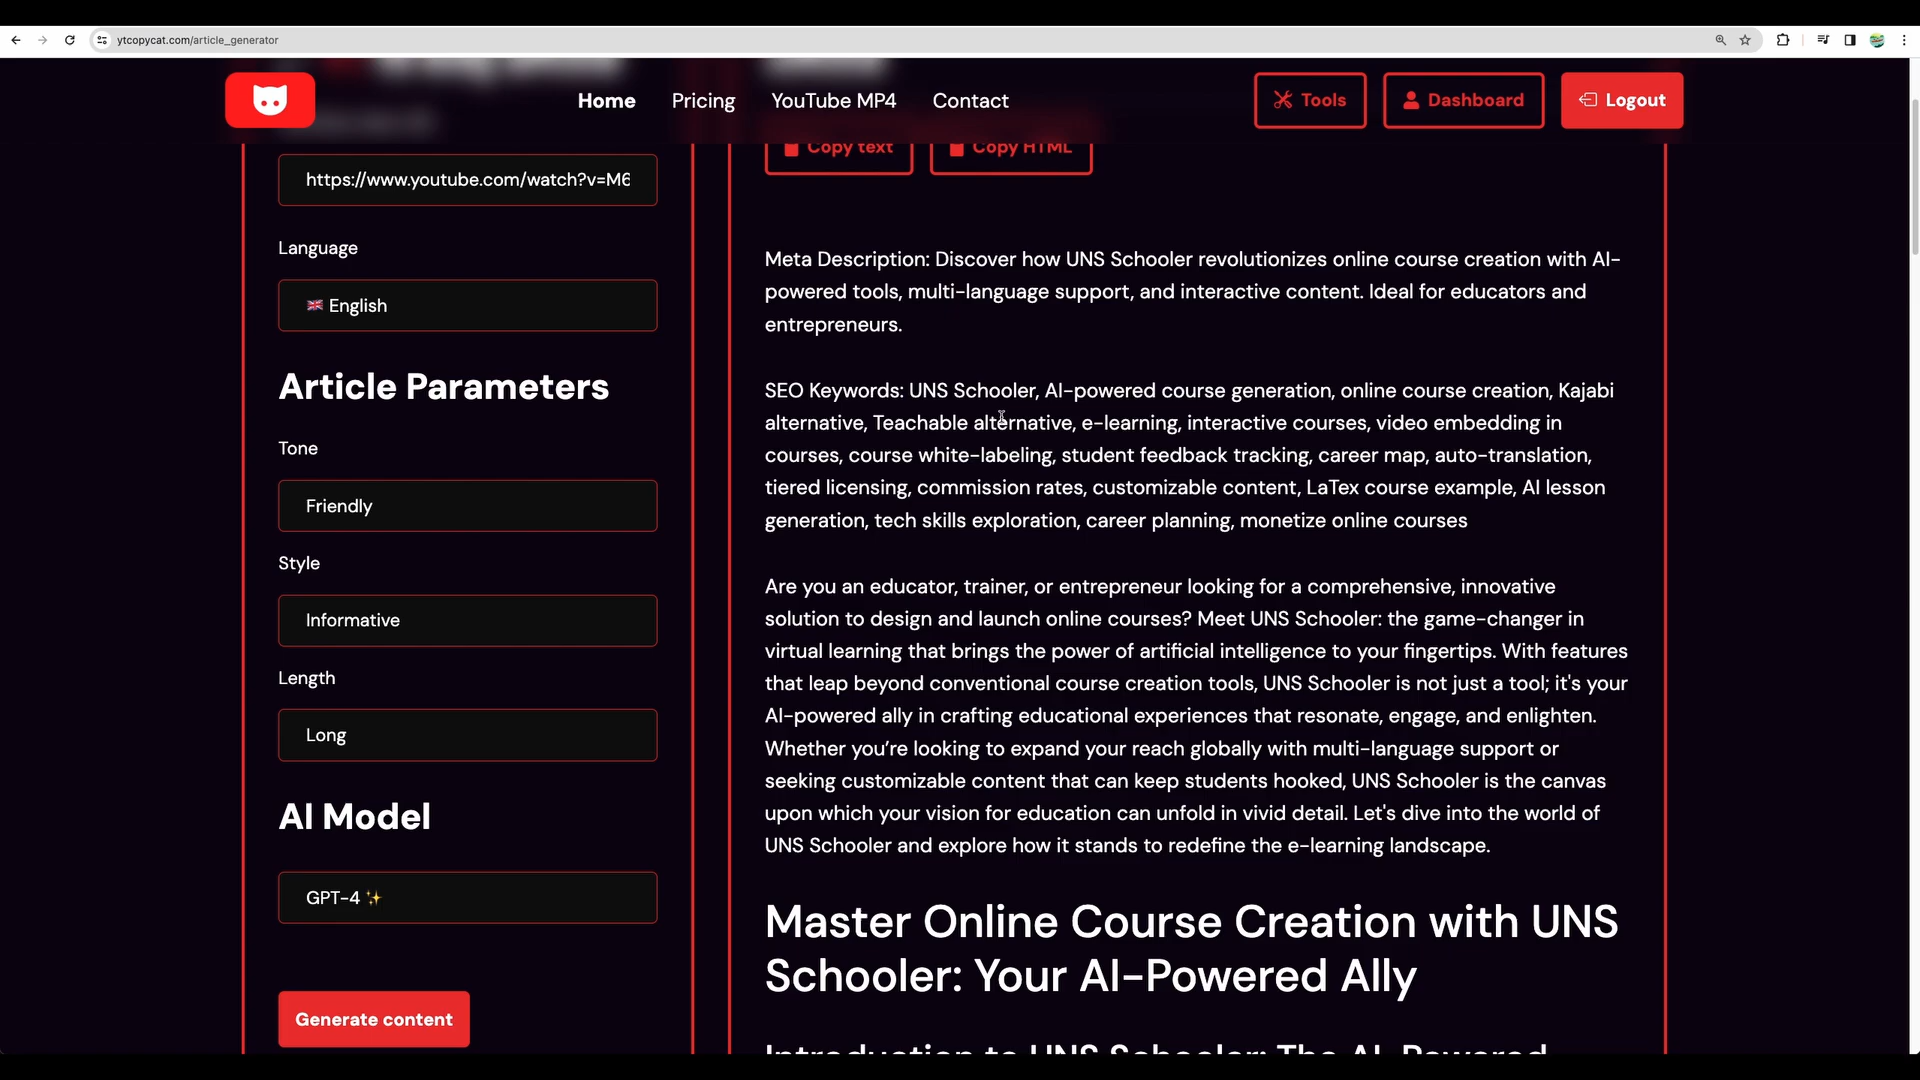 ytcopycat.com/article_generator
Home
Pricing
YouTube MP4
Contact
Tools
Dashboard
Logout
https://www.youtube.com/watch?v=M6
Language
English
Article Parameters
Tone
Friendly
Style
Informative
Length
Long
AI Model
GPT-4
Generate content
Copy text
Copy HTML
Meta Description: Discover how UNS Schooler revolutionizes online course creation with AI-
powered tools, multi-language support, and interactive content. Ideal for educators and
entrepreneurs.
SEO Keywords: UNS Schooler, AI-powered course generation, online course creation, Kajabi
alternative, Teachable alternative, e-learning, interactive courses, video embedding in
courses, course white-labeling, student feedback tracking, career map, auto-translation,
tiered licensing, commission rates, customizable content, LaTex course example, AI lesson
generation, tech skills exploration, career planning, monetize online courses
Are you an educator, trainer, or entrepreneur looking for a comprehensive, innovative
solution to design and launch online courses? Meet UNS Schooler: the game-changer in
virtual learning that brings the power of artificial intelligence to your fingertips. With features
that leap beyond conventional course creation tools, UNS Schooler is not just a tool; it's your
AI-powered ally in crafting educational experiences that resonate, engage, and enlighten.
Whether you’re looking to expand your reach globally with multi-language support or
seeking customizable content that can keep students hooked, UNS Schooler is the canvas
upon which your vision for education can unfold in vivid detail. Let's dive into the world of
UNS Schooler and explore how it stands to redefine the e-learning landscape.
Master Online Course Creation with UNS
Schooler: Your AI-Powered Ally
Introduction to UNS Schooler: The AI-Powered